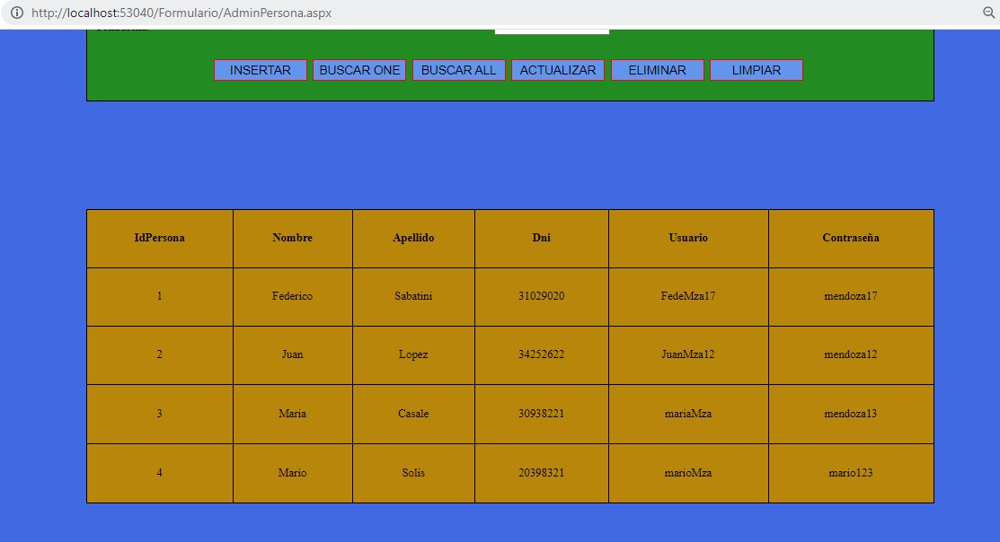 http://localhost:53040/Formulario/AdminPersona.aspx
INSERTAR BUSCAR ONE BUSCAR ALL ACTUALIZAR ELIMINAR LIMPIAR
IdPersona Nombre Apellido Dni Usuario Contraseña
1 Federico Sabatini 31029020 FedeMza17 mendoza17
2 Juan Lopez 34252622 JuanMza12 mendoza12
3 Maria Casale 30938221 mariaMza mendoza13
4 Mario Solis 20398321 marioMza mario123